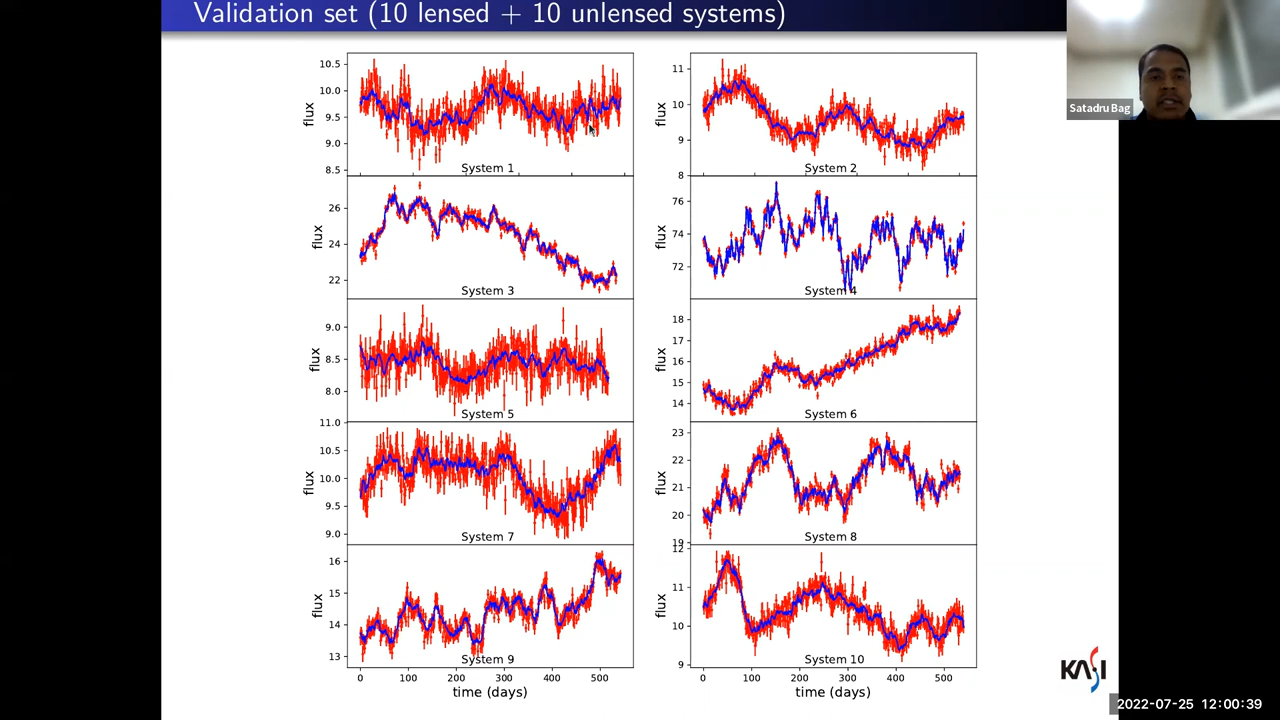 Validation set (10 lensed + 10 unlensed systems)
Satadru Bag
10.5
10.0
9.5
9.0
8.5
flux
System 1
11
10
9
8
flux
System 2
26
24
22
flux
System 3
76
74
72
flux
System 4
9.0
8.5
8.0
flux
System 5
18
17
16
15
14
flux
System 6
11.0
10.5
10.0
9.5
9.0
flux
System 7
23
22
21
20
19
flux
System 8
16
15
14
13
flux
System 9
12
11
10
9
flux
System 10
0 100 200 300 400 500
time (days)
0 100 200 300 400 500
time (days)
KASI
2022-07-25 12:00:39